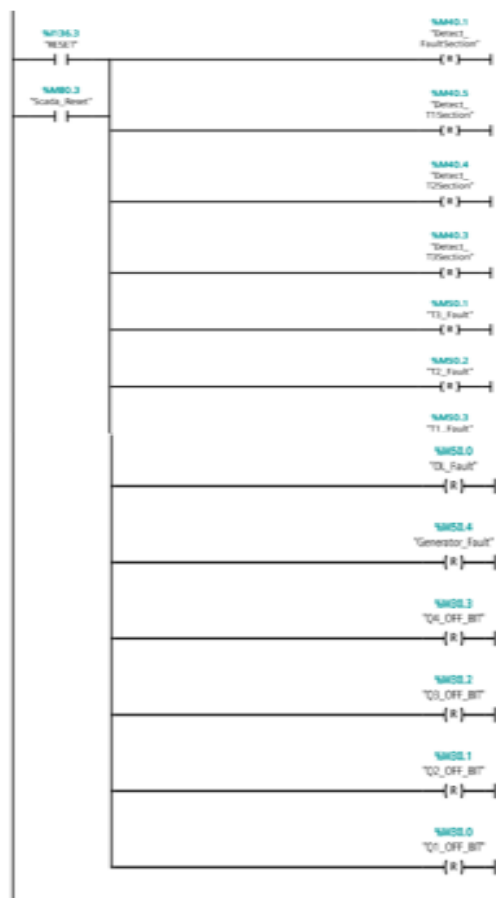 %I136.3
"RESET"
%M80.3
"Scada_Reset"
%M40.1
"Detect_
FaultSection"
(R)
%M40.5
"Detect_
T1Section"
(R)
%M40.4
"Detect_
T2Section"
(R)
%M40.3
"Detect_
T3Section"
(R)
%M50.1
"T3_Fault"
(R)
%M50.2
"T2_Fault"
(R)
%M50.3
"T1_Fault"
%M50.0
"OL_Fault"
(R)
%M50.4
"Generator_Fault"
(R)
%M30.3
"Q4_OFF_BIT"
(R)
%M30.2
"Q3_OFF_BIT"
(R)
%M30.1
"Q2_OFF_BIT"
(R)
%M30.0
"Q1_OFF_BIT"
(R)